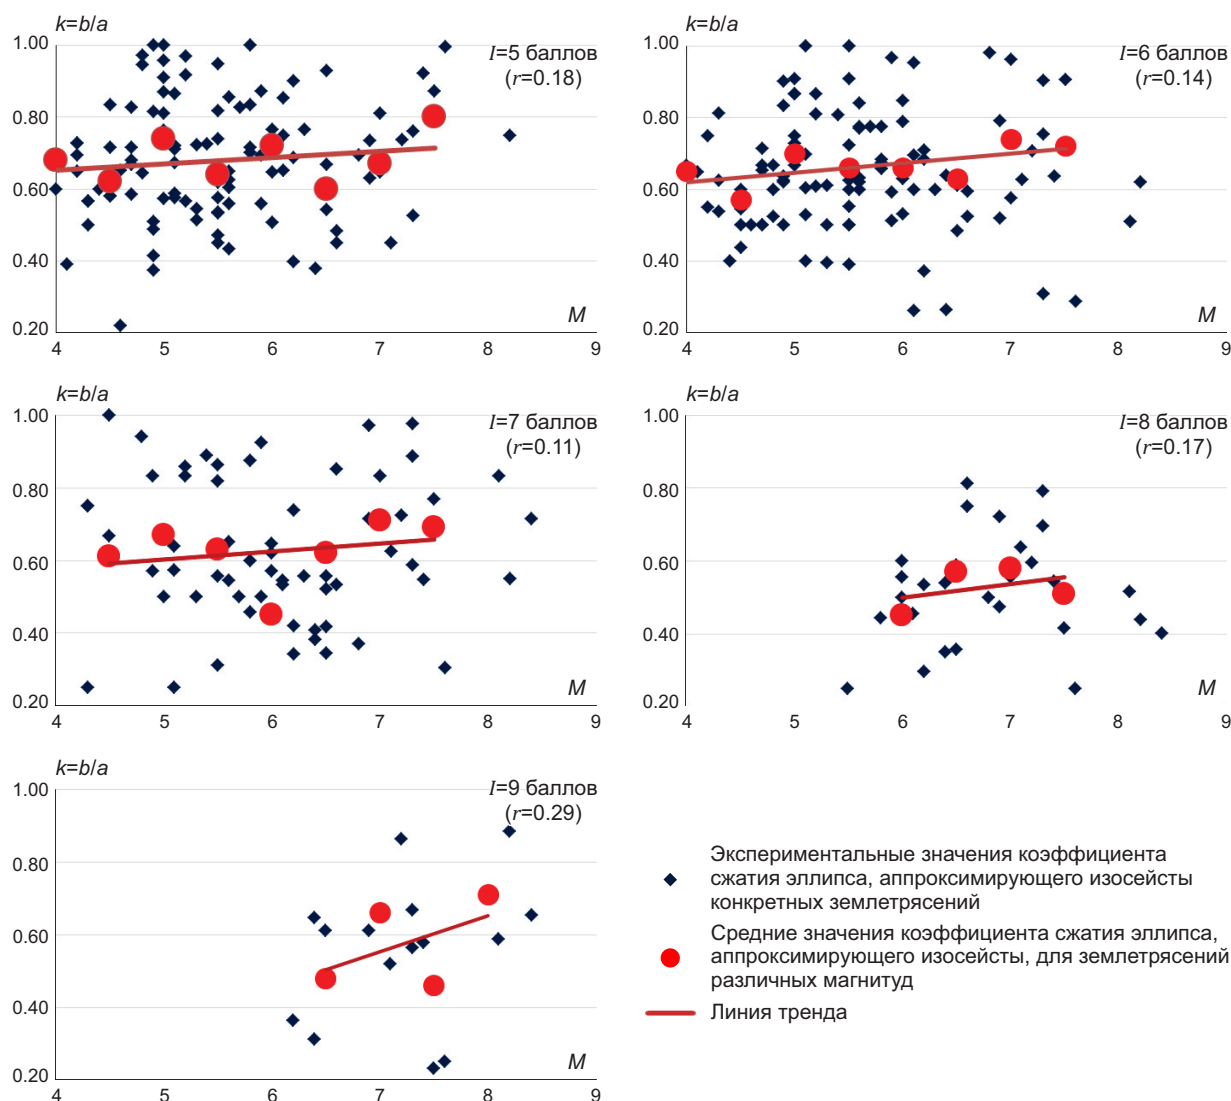 k=b/a
1.00
0.80
0.60
0.40
0.20
I=5 баллов
(r=0.18)
M
4 5 6 7 8 9
k=b/a
1.00
0.80
0.60
0.40
0.20
I=6 баллов
(r=0.14)
M
4 5 6 7 8 9
k=b/a
1.00
0.80
0.60
0.40
0.20
I=7 баллов
(r=0.11)
M
4 5 6 7 8 9
k=b/a
1.00
0.80
0.60
0.40
0.20
I=8 баллов
(r=0.17)
M
4 5 6 7 8 9
k=b/a
1.00
0.80
0.60
0.40
0.20
I=9 баллов
(r=0.29)
M
4 5 6 7 8 9
Экспериментальные значения коэффициента
сжатия эллипса, аппроксимирующего изосейсты
конкретных землетрясений
Средние значения коэффициента сжатия эллипса,
аппроксимирующего изосейсты, для землетрясений
различных магнитуд
Линия тренда